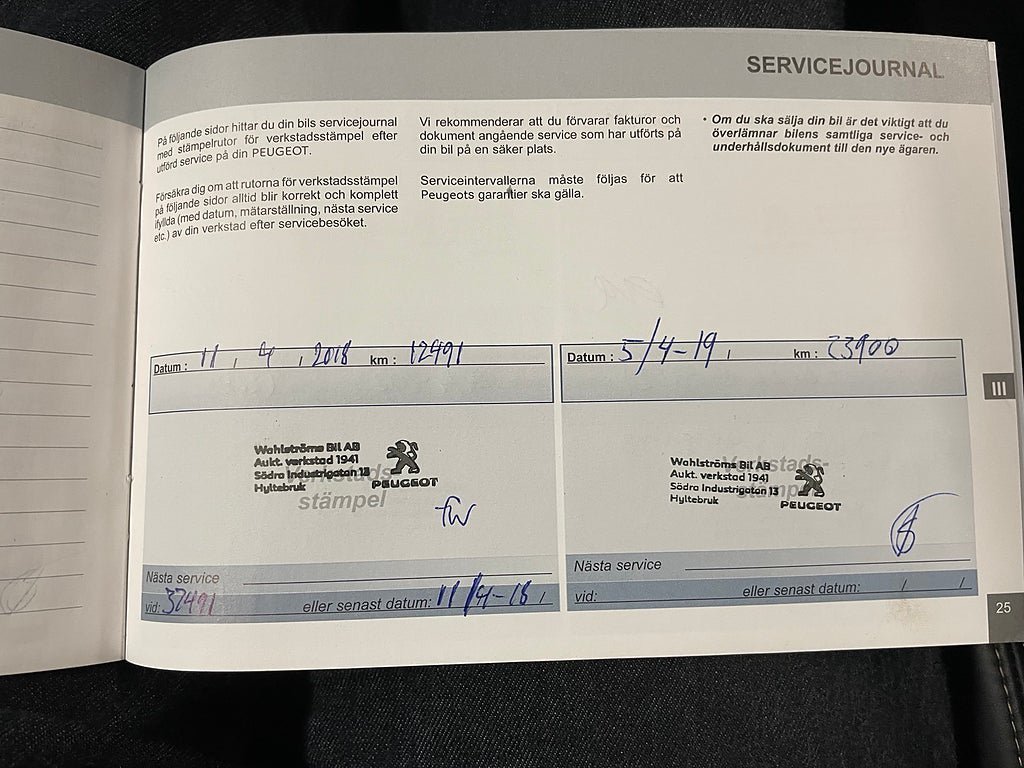 SERVICEJOURNAL
På följande sidor hittar du din bils servicejournal
med stämpelrutor för verkstadsstämpel efter
utförd service på din PEUGEOT.
Försäkra dig om att rutorna för verkstadsstämpel
på följande sidor alltid blir korrekt och komplett
ifyllda (med datum, mätarställning, nästa service
etc.) av din verkstad efter servicebesöket.
Vi rekommenderar att du förvarar fakturor och
dokument angående service som har utförts på
din bil på en säker plats.
Serviceintervallerna måste följas för att
Peugeots garantier ska gälla.
• Om du ska sälja din bil är det viktigt att du
överlämnar bilens samtliga service- och
underhållsdokument till den nye ägaren.
Datum : 11, 4, 2018 km : 12491
Wahlströms Bil AB
Aukt. verkstad 1941
Södra Industrigatan 13
Hyltebruk
PEUGEOT
Verkstads-
stämpel
Nästa service
vid: 37491 eller senast datum: 11/4-18 /
Datum : 5/4-19 , km : 23900
Wahlströms Bil AB
Aukt. verkstad 1941
Södra Industrigatan 13
Hyltebruk
PEUGEOT
Verkstads-
stämpel
Nästa service
vid: eller senast datum: / /
III
25